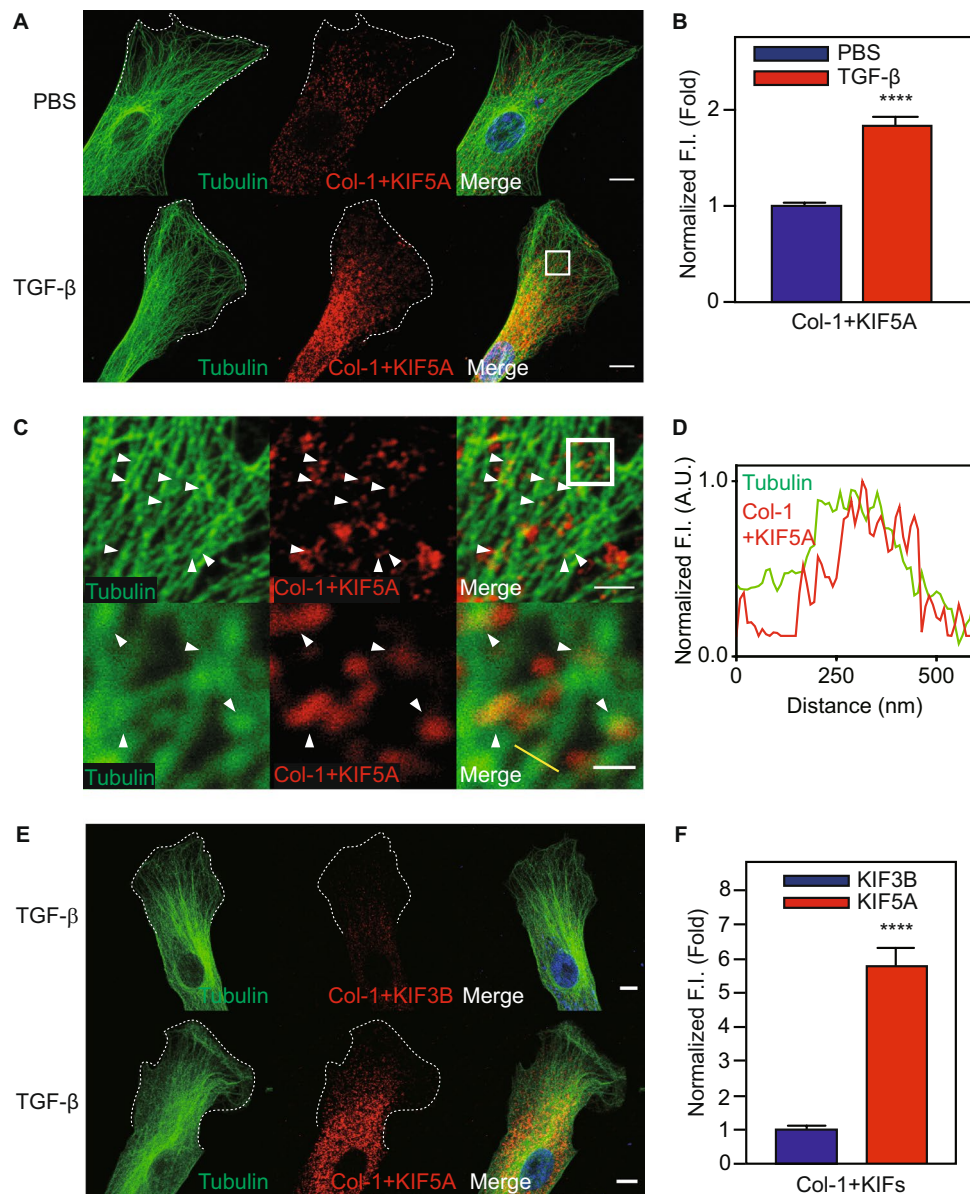 A
PBS
Tubulin
Col-1+KIF5A
Merge
TGF-β
Tubulin
Col-1+KIF5A
Merge
B
Normalized F.I. (Fold)
2
1
0
PBS
TGF-β
****
Col-1+KIF5A
C
Tubulin
Col-1+KIF5A
Merge
Tubulin
Col-1+KIF5A
Merge
D
Normalized F.I. (A.U.)
1.0
0.0
Tubulin
Col-1
+KIF5A
0
250
500
Distance (nm)
E
TGF-β
Tubulin
Col-1+KIF3B
Merge
TGF-β
Tubulin
Col-1+KIF5A
Merge
F
Normalized F.I. (Fold)
8
7
6
5
4
3
2
1
0
KIF3B
KIF5A
****
Col-1+KIFs